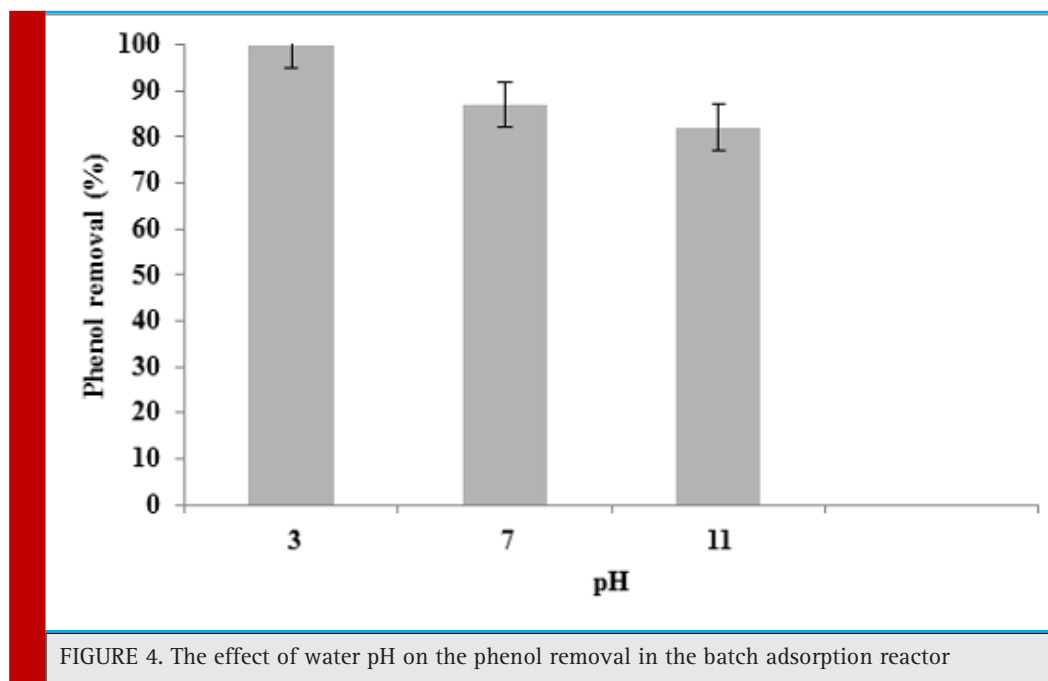 Phenol removal (%)
100
90
80
70
60
50
40
30
20
10
0
3 7 11
pH
FIGURE 4. The effect of water pH on the phenol removal in the batch adsorption reactor